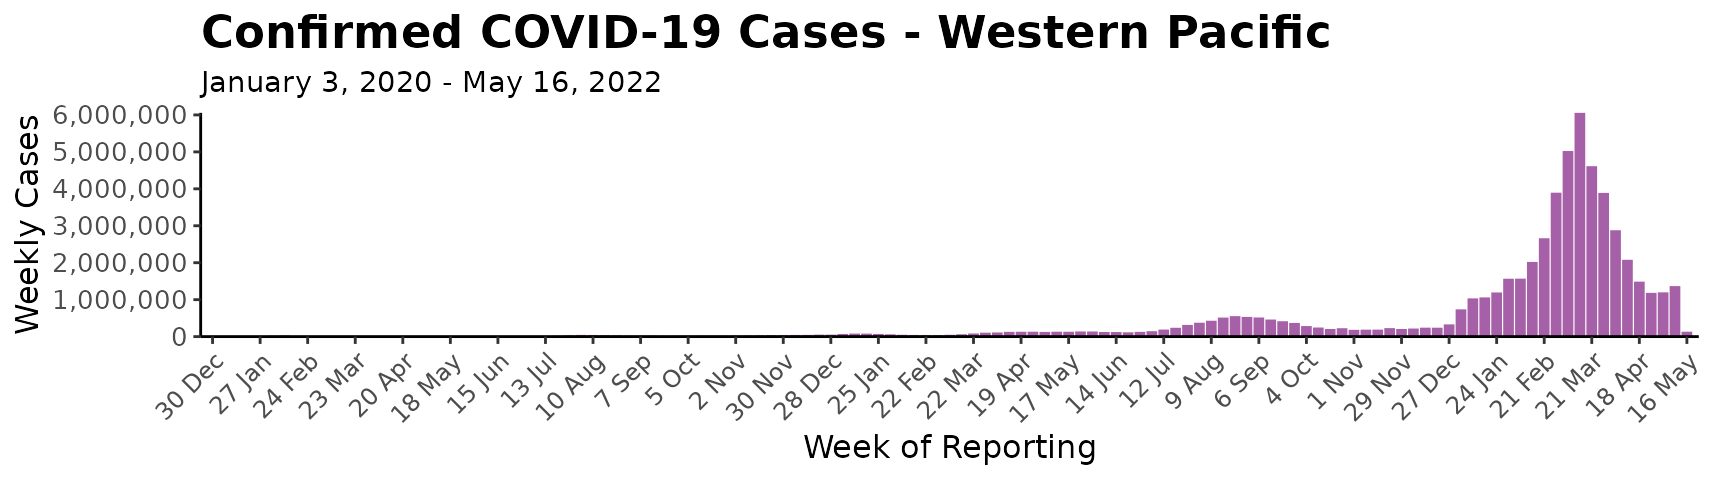 Confirmed COVID-19 Cases - Western Pacific
January 3, 2020 - May 16, 2022
Weekly Cases
6,000,000
5,000,000
4,000,000
3,000,000
2,000,000
1,000,000
0
30 Dec
27 Jan
24 Feb
23 Mar
20 Apr
18 May
15 Jun
13 Jul
10 Aug
7 Sep
5 Oct
2 Nov
30 Nov
28 Dec
25 Jan
22 Feb
22 Mar
19 Apr
17 May
14 Jun
12 Jul
9 Aug
6 Sep
4 Oct
1 Nov
29 Nov
27 Dec
24 Jan
21 Feb
21 Mar
18 Apr
16 May
Week of Reporting